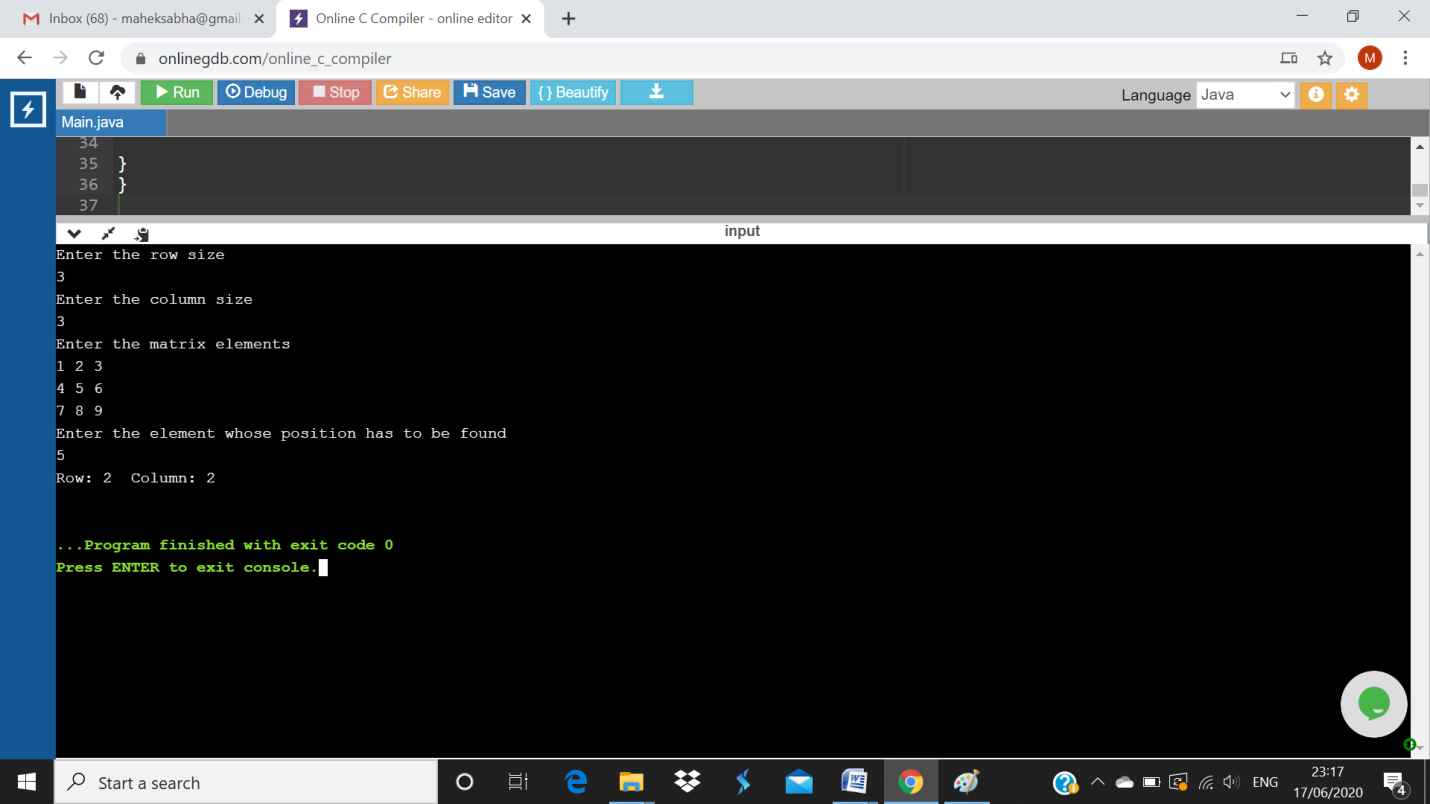 Inbox (68) - maheksabha@gmail.
Online C Compiler - online editor
onlinegdb.com/online_c_compiler
M
Run
Debug
Stop
Share
Save
{ } Beautify
Language
Java
Main.java
34
35 }
36 }
37
input
Enter the row size
3
Enter the column size
3
Enter the matrix elements
1 2 3
4 5 6
7 8 9
Enter the element whose position has to be found
5
Row: 2 Column: 2
...Program finished with exit code 0
Press ENTER to exit console.
Start a search
ENG
23:17
17/06/2020
4